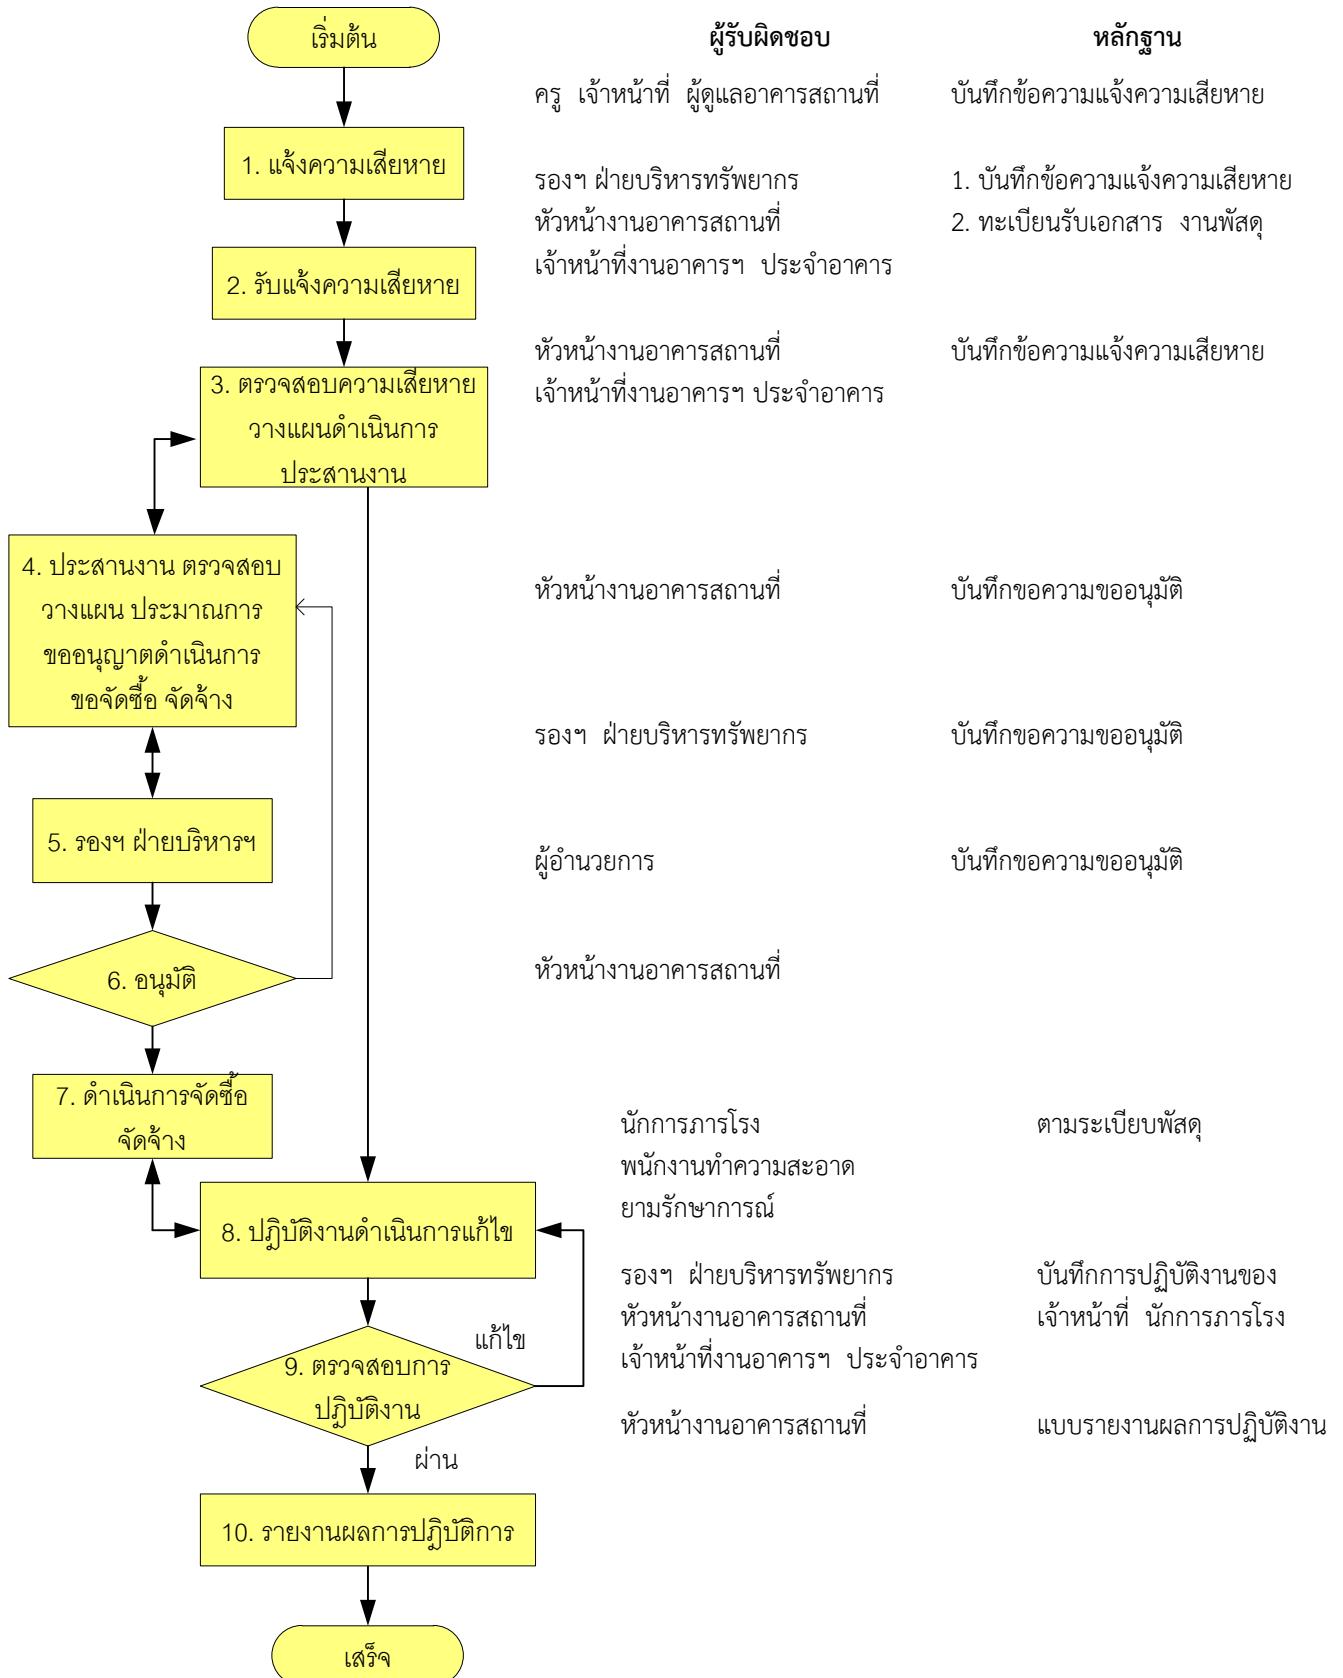 เริ่มต้น
ผู้รับผิดชอบ
หลักฐาน
ครู เจ้าหน้าที่ ผู้ดูแลอาคารสถานที่
บันทึกข้อความแจ้งความเสียหาย
1. แจ้งความเสียหาย
รองฯ ฝ่ายบริหารทรัพยากร
1. บันทึกข้อความแจ้งความเสียหาย
หัวหน้างานอาคารสถานที่
2. ทะเบียนรับเอกสาร งานพัสดุ
เจ้าหน้าที่งานอาคารฯ ประจำอาคาร
2. รับแจ้งความเสียหาย
หัวหน้างานอาคารสถานที่
บันทึกข้อความแจ้งความเสียหาย
เจ้าหน้าที่งานอาคารฯ ประจำอาคาร
3. ตรวจสอบความเสียหาย
วางแผนดำเนินการ
ประสานงาน
4. ประสานงาน ตรวจสอบ
วางแผน ประมาณการ
ขออนุญาตดำเนินการ
ขอจัดซื้อ จัดจ้าง
หัวหน้างานอาคารสถานที่
บันทึกขอความขออนุมัติ
รองฯ ฝ่ายบริหารทรัพยากร
บันทึกขอความขออนุมัติ
5. รองฯ ฝ่ายบริหารฯ
ผู้อำนวยการ
บันทึกขอความขออนุมัติ
6. อนุมัติ
หัวหน้างานอาคารสถานที่
7. ดำเนินการจัดซื้อ
จัดจ้าง
นักการภารโรง
ตามระเบียบพัสดุ
พนักงานทำความสะอาด
ยามรักษาการณ์
8. ปฎิบัติงานดำเนินการแก้ไข
รองฯ ฝ่ายบริหารทรัพยากร
บันทึกการปฏิบัติงานของ
หัวหน้างานอาคารสถานที่
เจ้าหน้าที่ นักการภารโรง
เจ้าหน้าที่งานอาคารฯ ประจำอาคาร
แก้ไข
9. ตรวจสอบการ
ปฎิบัติงาน
หัวหน้างานอาคารสถานที่
แบบรายงานผลการปฏิบัติงาน
ผ่าน
10. รายงานผลการปฎิบัติการ
เสร็จ